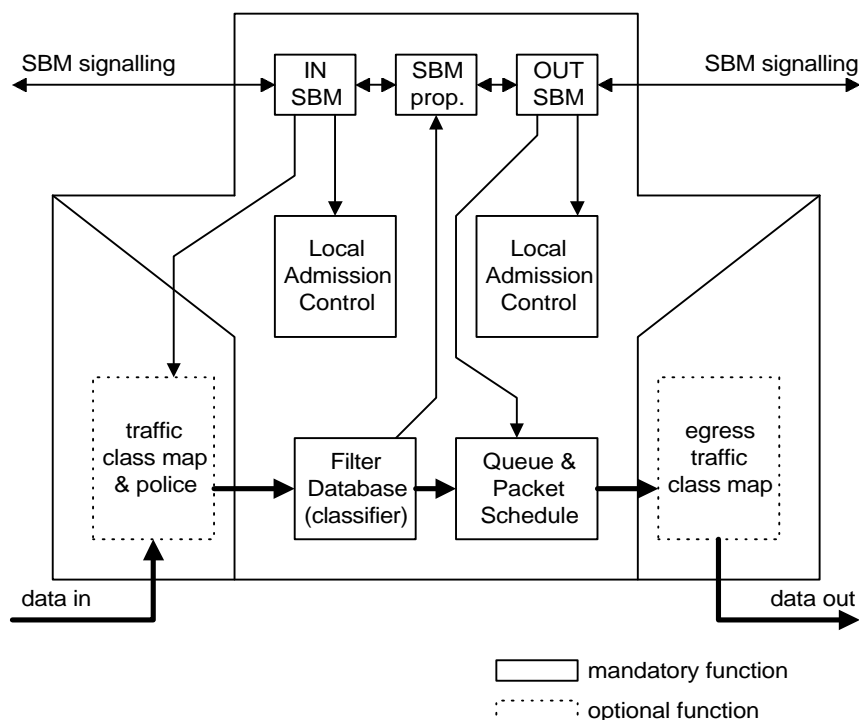 SBM signalling
IN
SBM
SBM
prop.
OUT
SBM
SBM signalling
Local
Admission
Control
Local
Admission
Control
traffic
class map
& police
Filter
Database
(classifier)
Queue &
Packet
Schedule
egress
traffic
class map
data in
data out
mandatory function
optional function